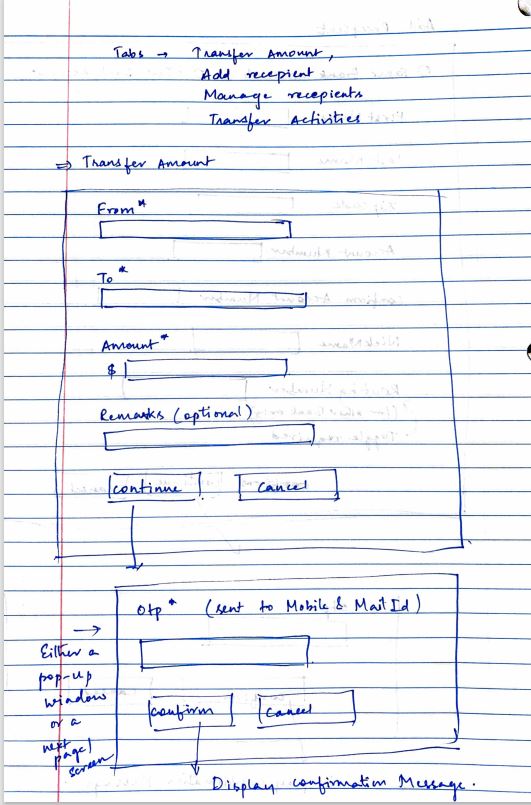 Tabs → Transfer Amount,
Add recepient
Manage recepients
Transfer Activities
⇒ Transfer Amount
From*
To*
Amount*
$
Remarks (optional)
Continue
Cancel
Otp* (sent to Mobile & Mail Id)
→
Either a
pop-up
window
or a
next
page/
screen
Confirm
Cancel
Display confirmation Message.